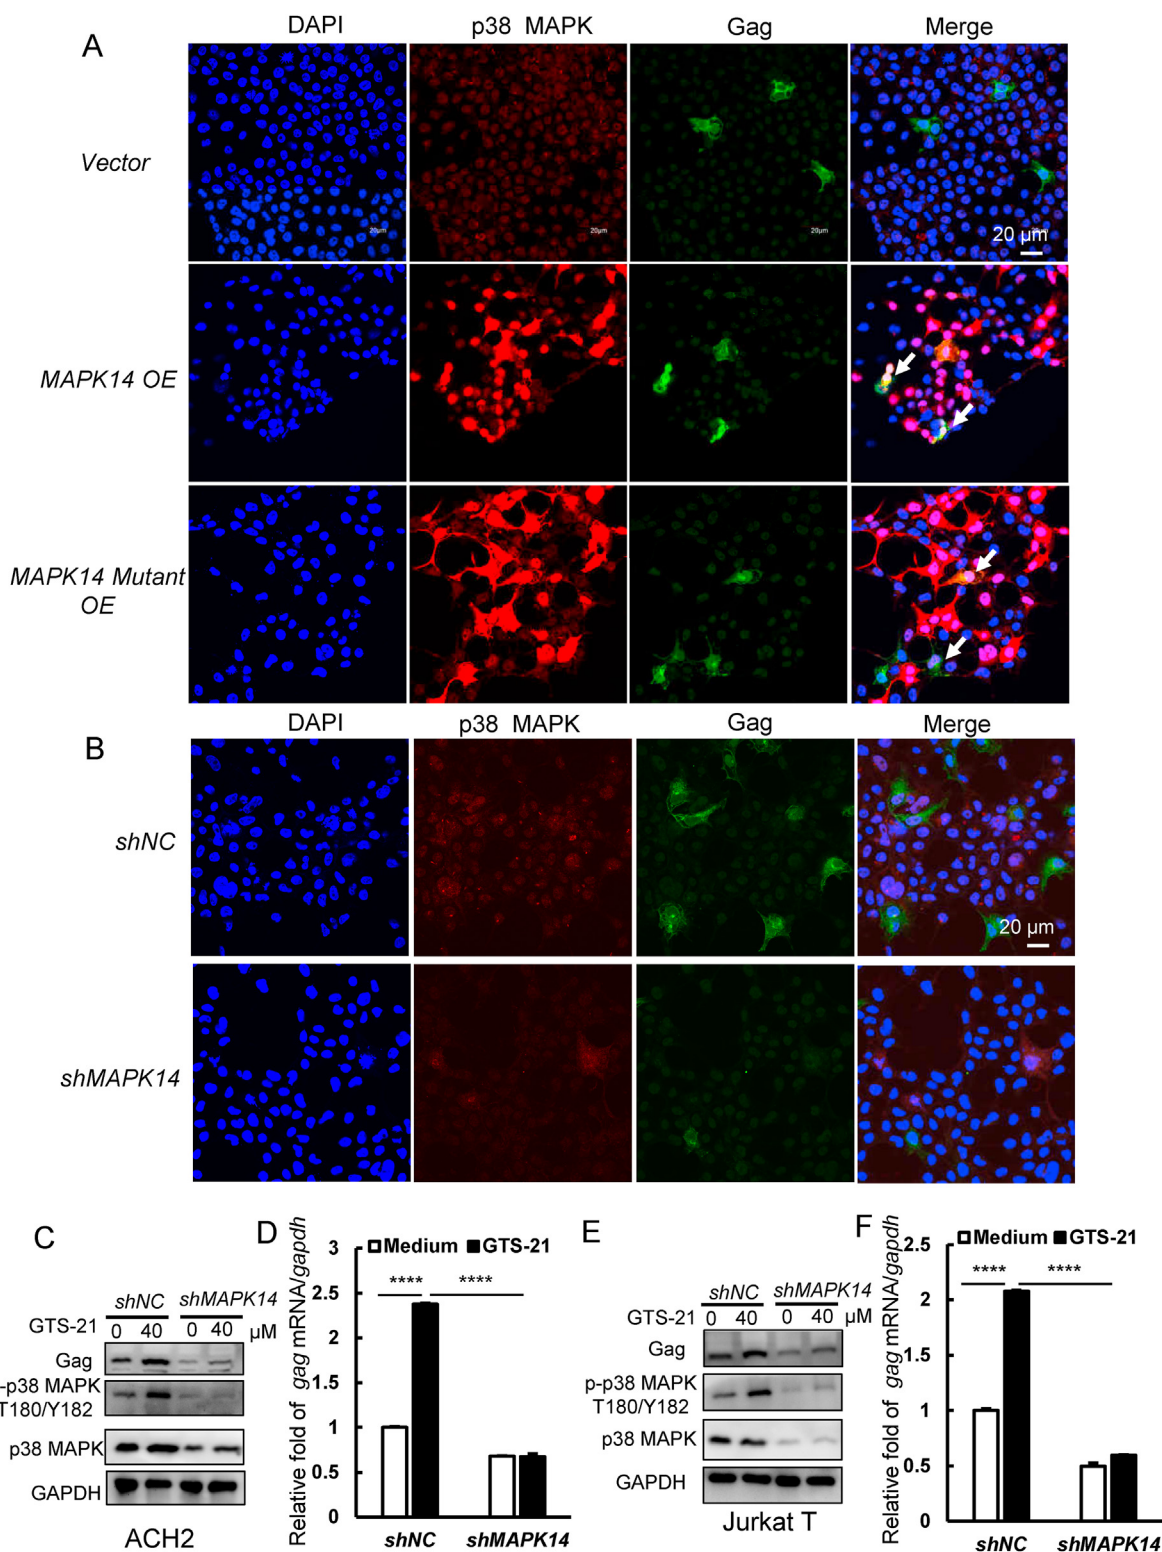 A
DAPI
p38 MAPK
Gag
Merge
Vector
20µm
20µm
20µm
20 µm
MAPK14 OE
MAPK14 Mutant
OE
B
DAPI
p38 MAPK
Gag
Merge
shNC
20 µm
shMAPK14
C
shNC shMAPK14
GTS-21 0 40 0 40 µM
Gag
-p38 MAPK
T180/Y182
p38 MAPK
GAPDH
ACH2
D
Relative fold of gag mRNA/gapdh
Medium GTS-21
3
2.5
2
1.5
1
0.5
0
**** ****
shNC shMAPK14
E
shNC shMAPK14
GTS-21 0 40 0 40 µM
Gag
p-p38 MAPK
T180/Y182
p38 MAPK
GAPDH
Jurkat T
F
Relative fold of gag mRNA/gapdh
Medium GTS-21
2.5
2
1.5
1
0.5
0
**** ****
shNC shMAPK14